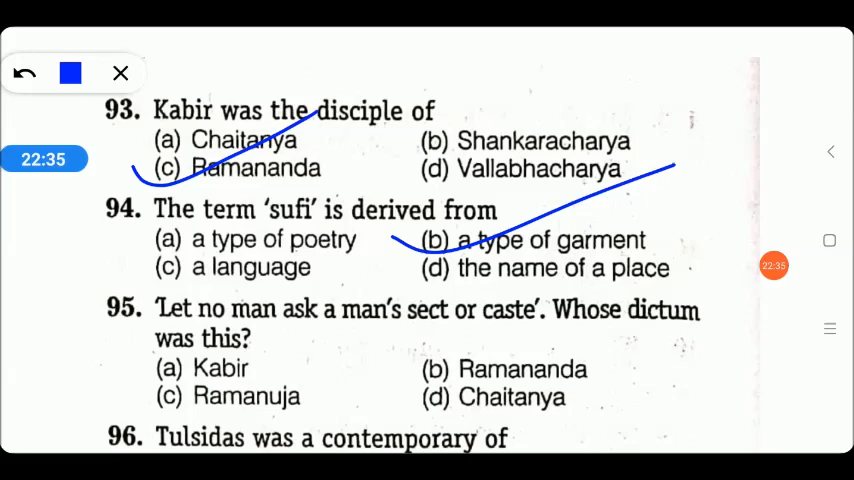 93. Kabir was the disciple of
(a) Chaitanya (b) Shankaracharya
22:35
(c) Ramananda (d) Vallabhacharya
94. The term 'sufi' is derived from
(a) a type of poetry (b) a type of garment
(c) a language (d) the name of a place
22:35
95. 'Let no man ask a man's sect or caste'. Whose dictum
was this?
(a) Kabir (b) Ramananda
(c) Ramanuja (d) Chaitanya
96. Tulsidas was a contemporary of